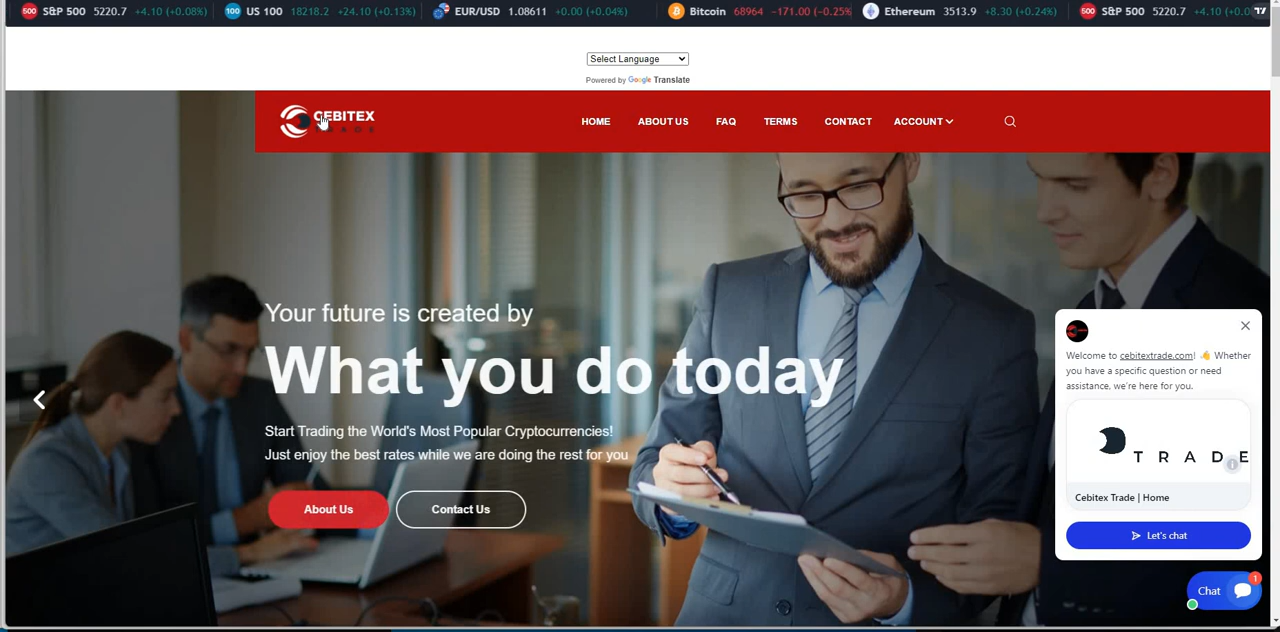 S&P 500 5220.7 +4.10 (+0.08%) US 100 18218.2 +24.10 (+0.13%) EUR/USD 1.08611 +0.00 (+0.04%) Bitcoin 68964 −171.00 (−0.25% Ethereum 3513.9 +8.30 (+0.24%) S&P 500 5220.7 +4.10 (+0.0
Select Language
Powered by Google Translate
CEBITEX
TRADE
HOME ABOUT US FAQ TERMS CONTACT ACCOUNT
Your future is created by
What you do today
Start Trading the World's Most Popular Cryptocurrencies!
Just enjoy the best rates while we are doing the rest for you
About Us Contact Us
Welcome to cebitextrade.com! 👋 Whether
you have a specific question or need
assistance, we're here for you.
TRADE
Cebitex Trade | Home
Let's chat
Chat 1